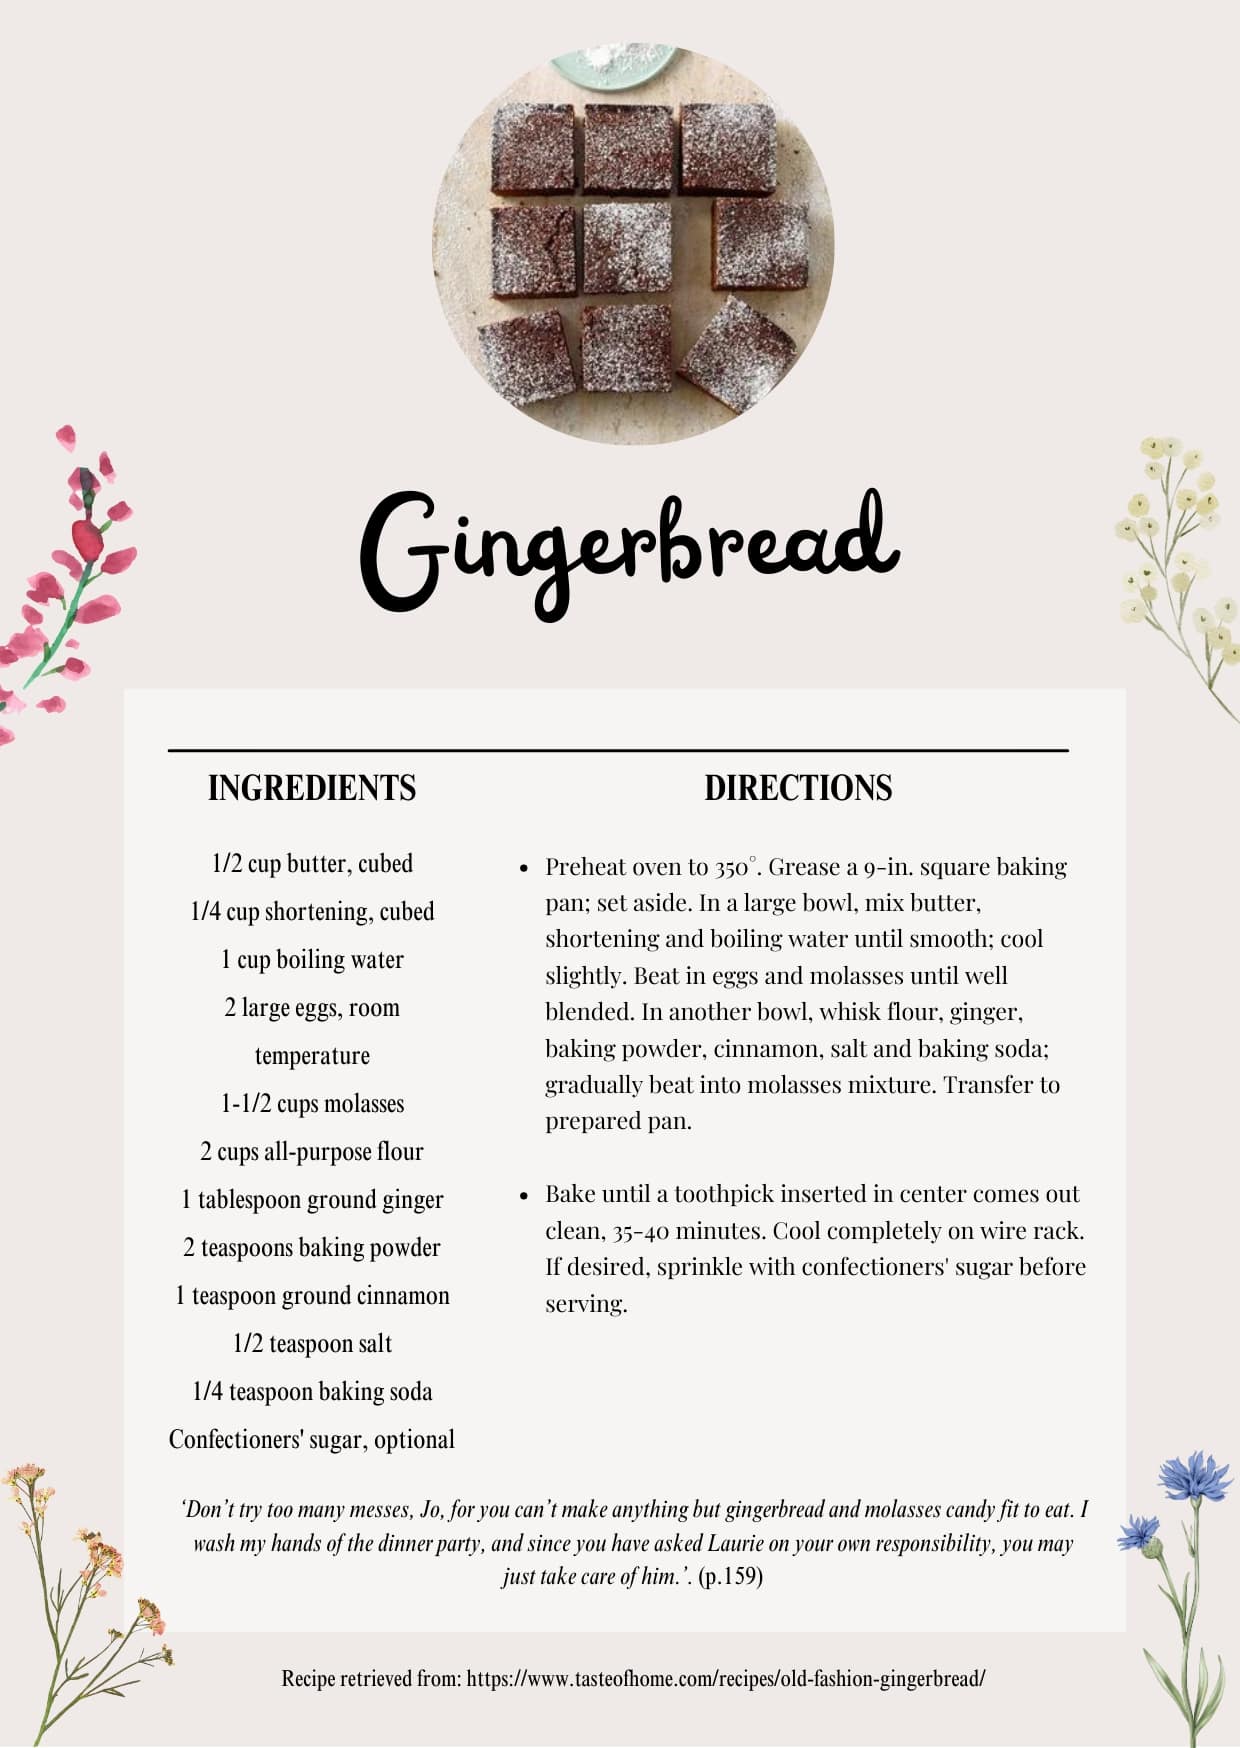 Gingerbread
INGREDIENTS
1/2 cup butter, cubed
1/4 cup shortening, cubed
1 cup boiling water
2 large eggs, room
temperature
1-1/2 cups molasses
2 cups all-purpose flour
1 tablespoon ground ginger
2 teaspoons baking powder
1 teaspoon ground cinnamon
1/2 teaspoon salt
1/4 teaspoon baking soda
Confectioners' sugar, optional
DIRECTIONS
• Preheat oven to 350°. Grease a 9-in. square baking
pan; set aside. In a large bowl, mix butter,
shortening and boiling water until smooth; cool
slightly. Beat in eggs and molasses until well
blended. In another bowl, whisk flour, ginger,
baking powder, cinnamon, salt and baking soda;
gradually beat into molasses mixture. Transfer to
prepared pan.
• Bake until a toothpick inserted in center comes out
clean, 35-40 minutes. Cool completely on wire rack.
If desired, sprinkle with confectioners' sugar before
serving.
‘Don’t try too many messes, Jo, for you can’t make anything but gingerbread and molasses candy fit to eat. I
wash my hands of the dinner party, and since you have asked Laurie on your own responsibility, you may
just take care of him.’. (p.159)
Recipe retrieved from: https://www.tasteofhome.com/recipes/old-fashion-gingerbread/